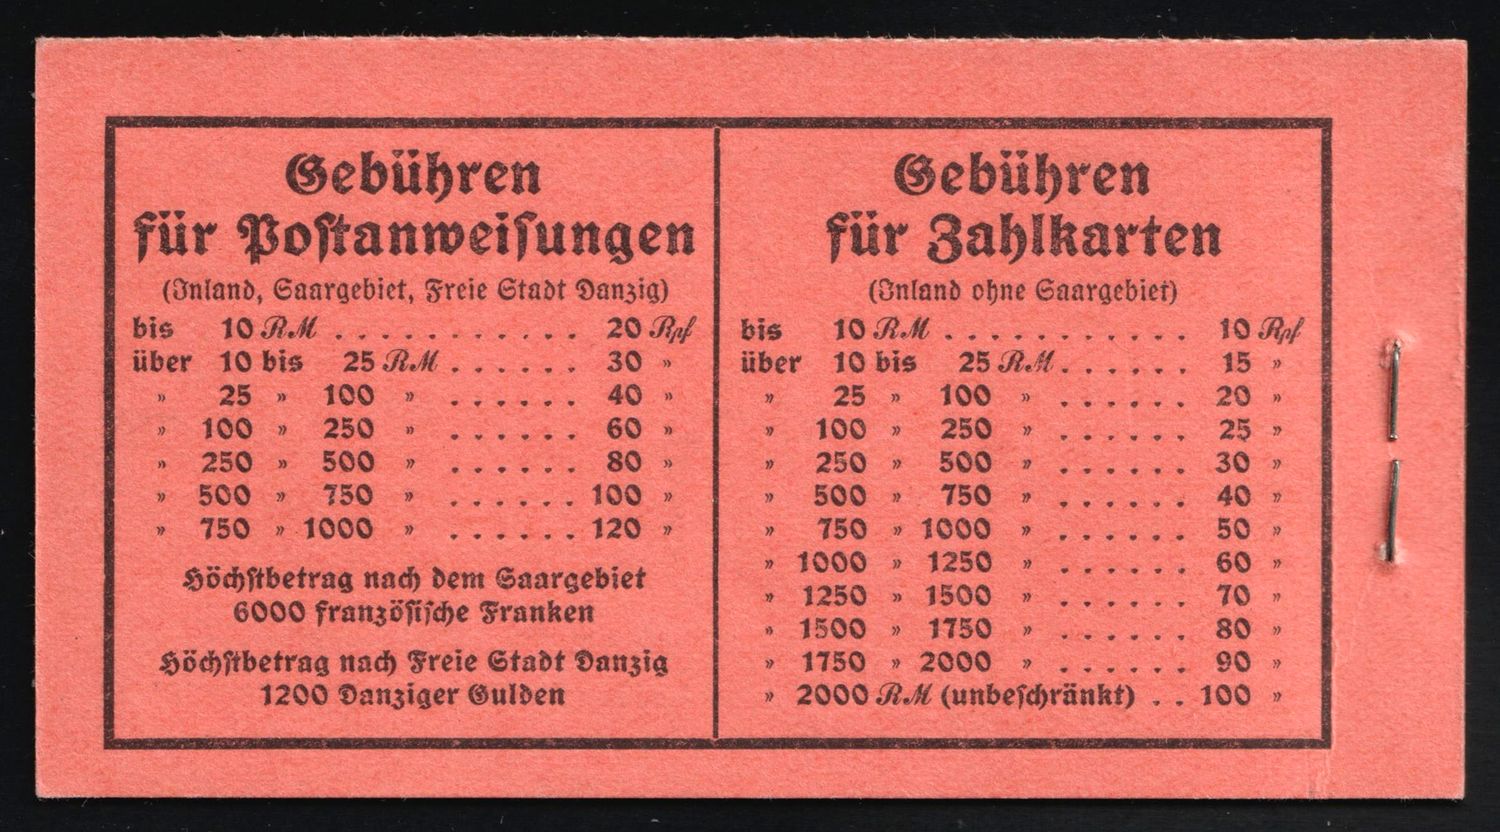 Gebühren
für Postanweisungen
(Inland, Saargebiet, Freie Stadt Danzig)
bis 10 RM . . . . . . . . . . . . 20 Rpf
über 10 bis 25 RM . . . . . . 30 "
" 25 " 100 " . . . . . . 40 "
" 100 " 250 " . . . . . . 60 "
" 250 " 500 " . . . . . . 80 "
" 500 " 750 " . . . . . . 100 "
" 750 " 1000 " . . . . . . 120 "
Höchstbetrag nach dem Saargebiet
6000 französische Franken
Höchstbetrag nach Freie Stadt Danzig
1200 Danziger Gulden
Gebühren
für Zahlkarten
(Inland ohne Saargebiet)
bis 10 RM . . . . . . . . . . . . 10 Rpf
über 10 bis 25 RM . . . . . . 15 "
" 25 " 100 " . . . . . . 20 "
" 100 " 250 " . . . . . . 25 "
" 250 " 500 " . . . . . . 30 "
" 500 " 750 " . . . . . . 40 "
" 750 " 1000 " . . . . . . 50 "
" 1000 " 1250 " . . . . . . 60 "
" 1250 " 1500 " . . . . . . 70 "
" 1500 " 1750 " . . . . . . 80 "
" 1750 " 2000 " . . . . . . 90 "
" 2000 RM (unbeschränkt) . . 100 "